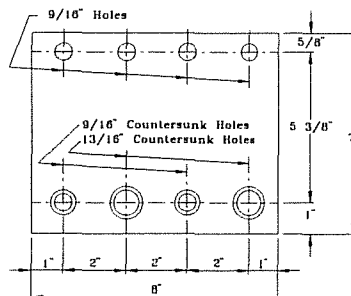 9/16" Holes
5/8"
5 3/8"
9/16" Countersunk Holes
13/16" Countersunk Holes
1"
1" 2" 2" 2" 1"
8"